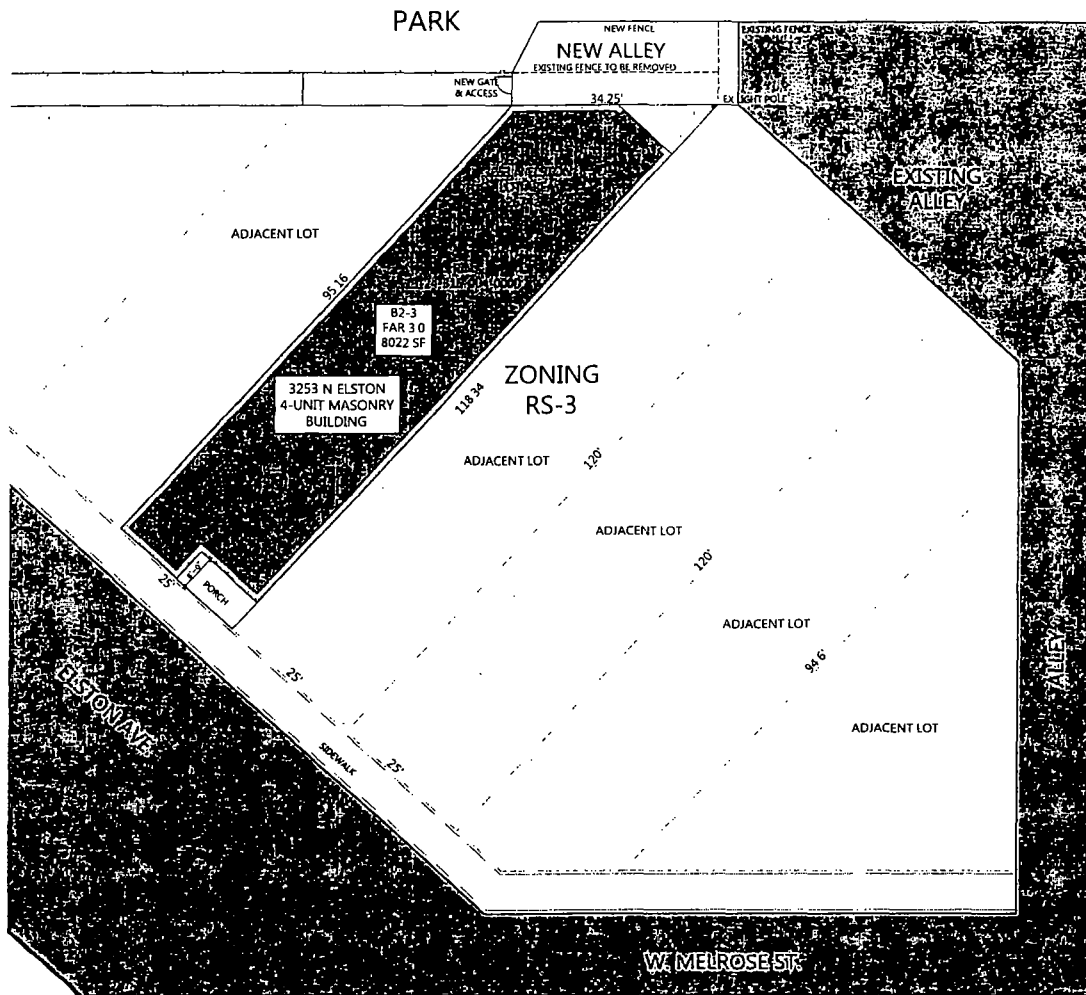 PARK
NEW FENCE
EXISTING FENCE
NEW ALLEY
EXISTING FENCE TO BE REMOVED
NEW GATE
& ACCESS
34.25'
EX
LIGHT POLE
EXISTING
ALLEY
ADJACENT LOT
95 16
B2-3
FAR 3 0
8022 SF
ZONING
RS-3
3253 N ELSTON
4-UNIT MASONRY
BUILDING
118 34
ADJACENT LOT
120'
ADJACENT LOT
120'
25'
PORCH
ADJACENT LOT
94 6'
ALLEY
ELSTON AVE
25'
ADJACENT LOT
SIDEWALK
25'
W. MELROSE ST.